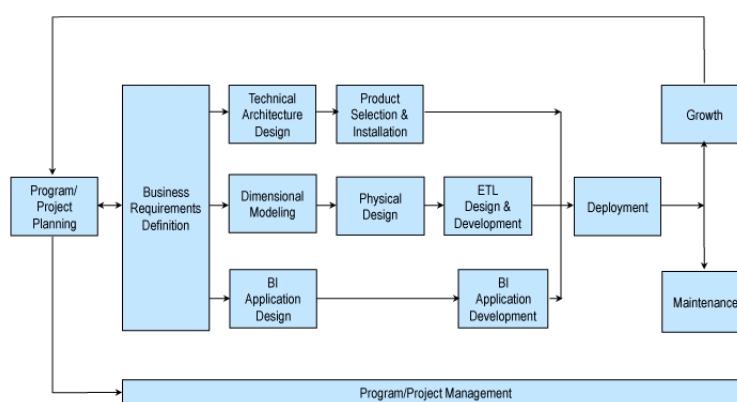 Technical
Architecture
Design
Product
Selection &
Installation
Growth
Program/
Project
Planning
Business
Requirements
Definition
Dimensional
Modeling
Physical
Design
ETL
Design &
Development
Deployment
BI
Application
Design
BI
Application
Development
Maintenance
Program/Project Management